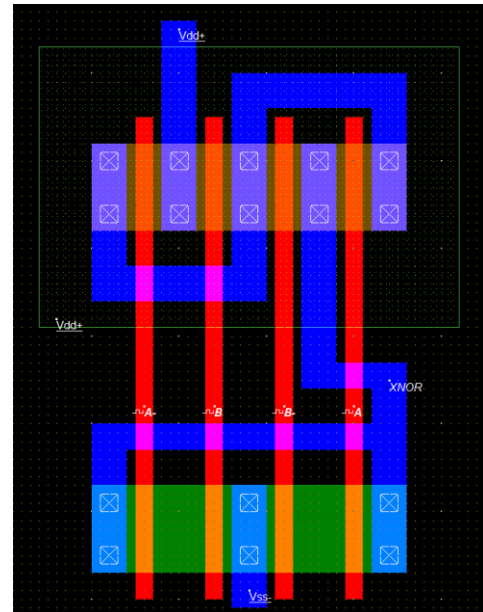 Vdd+
Vdd+
XNOR
A- B B- A
Vss-